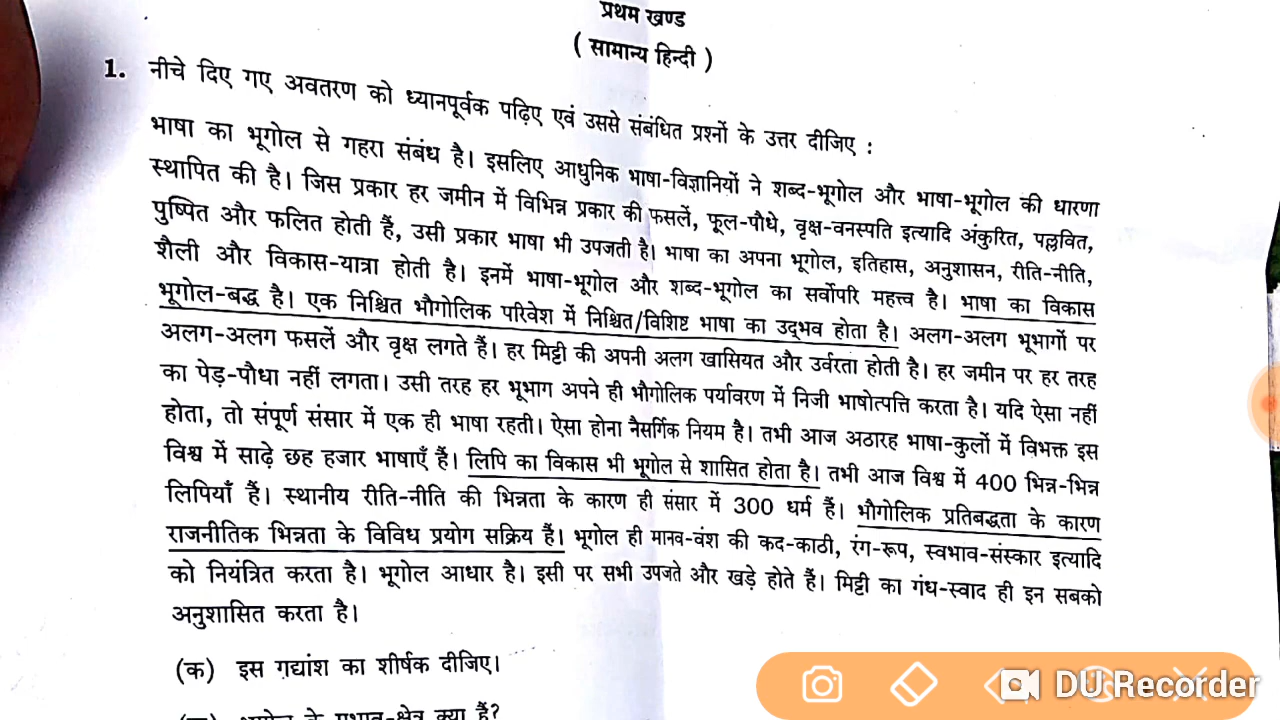 प्रथम खण्ड
( सामान्य हिन्दी )
1. नीचे दिए गए अवतरण को ध्यानपूर्वक पढ़िए एवं उससे संबंधित प्रश्नों के उत्तर दीजिए :
भाषा का भूगोल से गहरा संबंध है। इसलिए आधुनिक भाषा-विज्ञानियों ने शब्द-भूगोल और भाषा-भूगोल की धारणा
स्थापित की है। जिस प्रकार हर जमीन में विभिन्न प्रकार की फसलें, फूल-पौधे, वृक्ष-वनस्पति इत्यादि अंकुरित, पल्लवित,
पुष्पित और फलित होती हैं, उसी प्रकार भाषा भी उपजती है। भाषा का अपना भूगोल, इतिहास, अनुशासन, रीति-नीति,
शैली और विकास-यात्रा होती है। इनमें भाषा-भूगोल और शब्द-भूगोल का सर्वोपरि महत्त्व है। भाषा का विकास
भूगोल-बद्ध है। एक निश्चित भौगोलिक परिवेश में निश्चित/विशिष्ट भाषा का उद्भव होता है। अलग-अलग भूभागों पर
अलग-अलग फसलें और वृक्ष लगते हैं। हर मिट्टी की अपनी अलग खासियत और उर्वरता होती है। हर जमीन पर हर तरह
का पेड़-पौधा नहीं लगता। उसी तरह हर भूभाग अपने ही भौगोलिक पर्यावरण में निजी भाषोत्पत्ति करता है। यदि ऐसा नहीं
होता, तो संपूर्ण संसार में एक ही भाषा रहती। ऐसा होना नैसर्गिक नियम है। तभी आज अठारह भाषा-कुलों में विभक्त इस
विश्व में साढ़े छह हजार भाषाएँ हैं। लिपि का विकास भी भूगोल से शासित होता है। तभी आज विश्व में 400 भिन्न-भिन्न
लिपियाँ हैं। स्थानीय रीति-नीति की भिन्नता के कारण ही संसार में 300 धर्म हैं। भौगोलिक प्रतिबद्धता के कारण
राजनीतिक भिन्नता के विविध प्रयोग सक्रिय हैं। भूगोल ही मानव-वंश की कद-काठी, रंग-रूप, स्वभाव-संस्कार इत्यादि
को नियंत्रित करता है। भूगोल आधार है। इसी पर सभी उपजते और खड़े होते हैं। मिट्टी का गंध-स्वाद ही इन सबको
अनुशासित करता है।
(क) इस गद्यांश का शीर्षक दीजिए।
क्या हैं?
DU Recorder